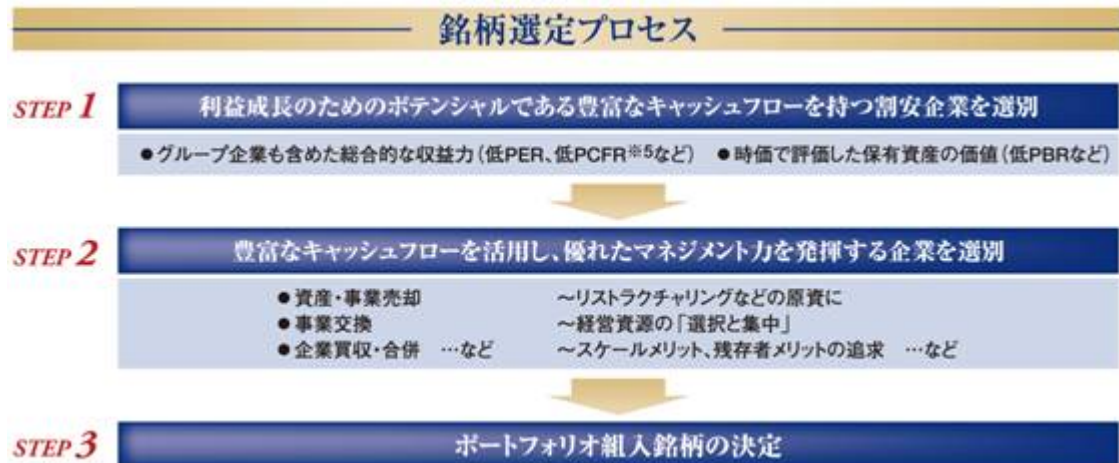 銘柄選定プロセス
STEP 1 利益成長のためのポテンシャルである豊富なキャッシュフローを持つ割安企業を選別
●グループ企業も含めた総合的な収益力(低PER、低PCFR※5など) ●時価で評価した保有資産の価値(低PBRなど)
STEP 2 豊富なキャッシュフローを活用し、優れたマネジメント力を発揮する企業を選別
●資産・事業売却 ～リストラクチャリングなどの原資に
●事業交換 ～経営資源の「選択と集中」
●企業買収・合併 …など ～スケールメリット、残存者メリットの追求 …など
STEP 3 ポートフォリオ組入銘柄の決定